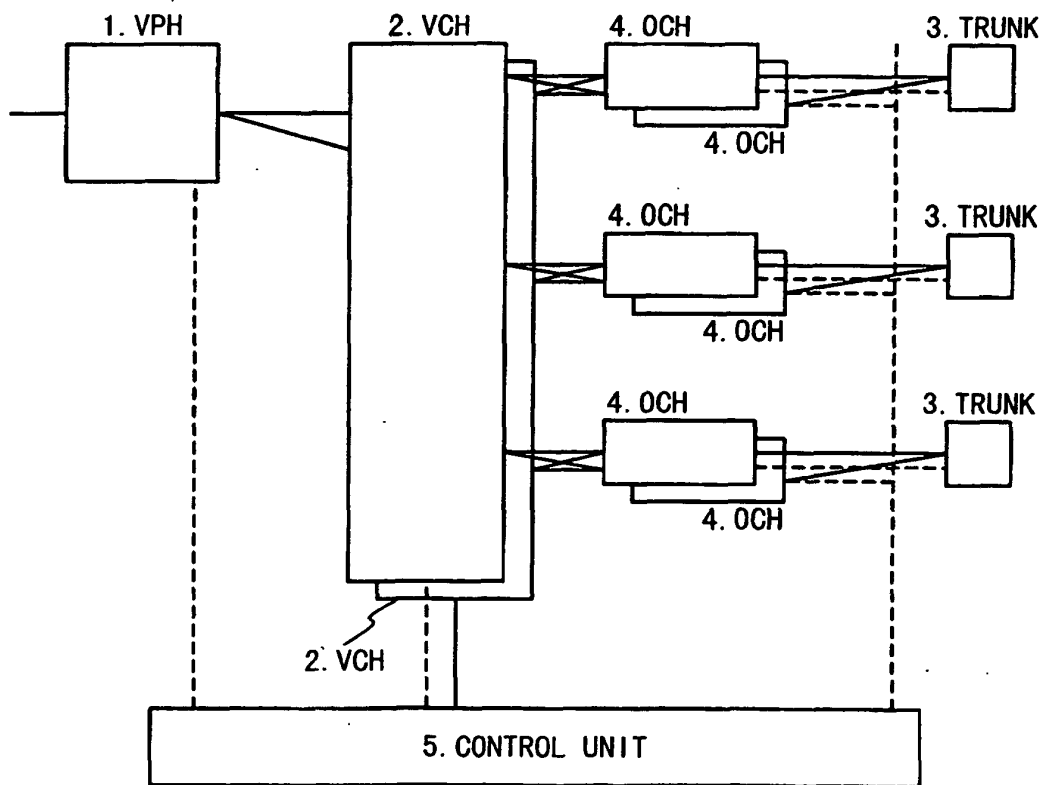 1. VPH
2. VCH
4. OCH
3. TRUNK
4. OCH
4. OCH
3. TRUNK
4. OCH
4. OCH
3. TRUNK
4. OCH
2. VCH
5. CONTROL UNIT